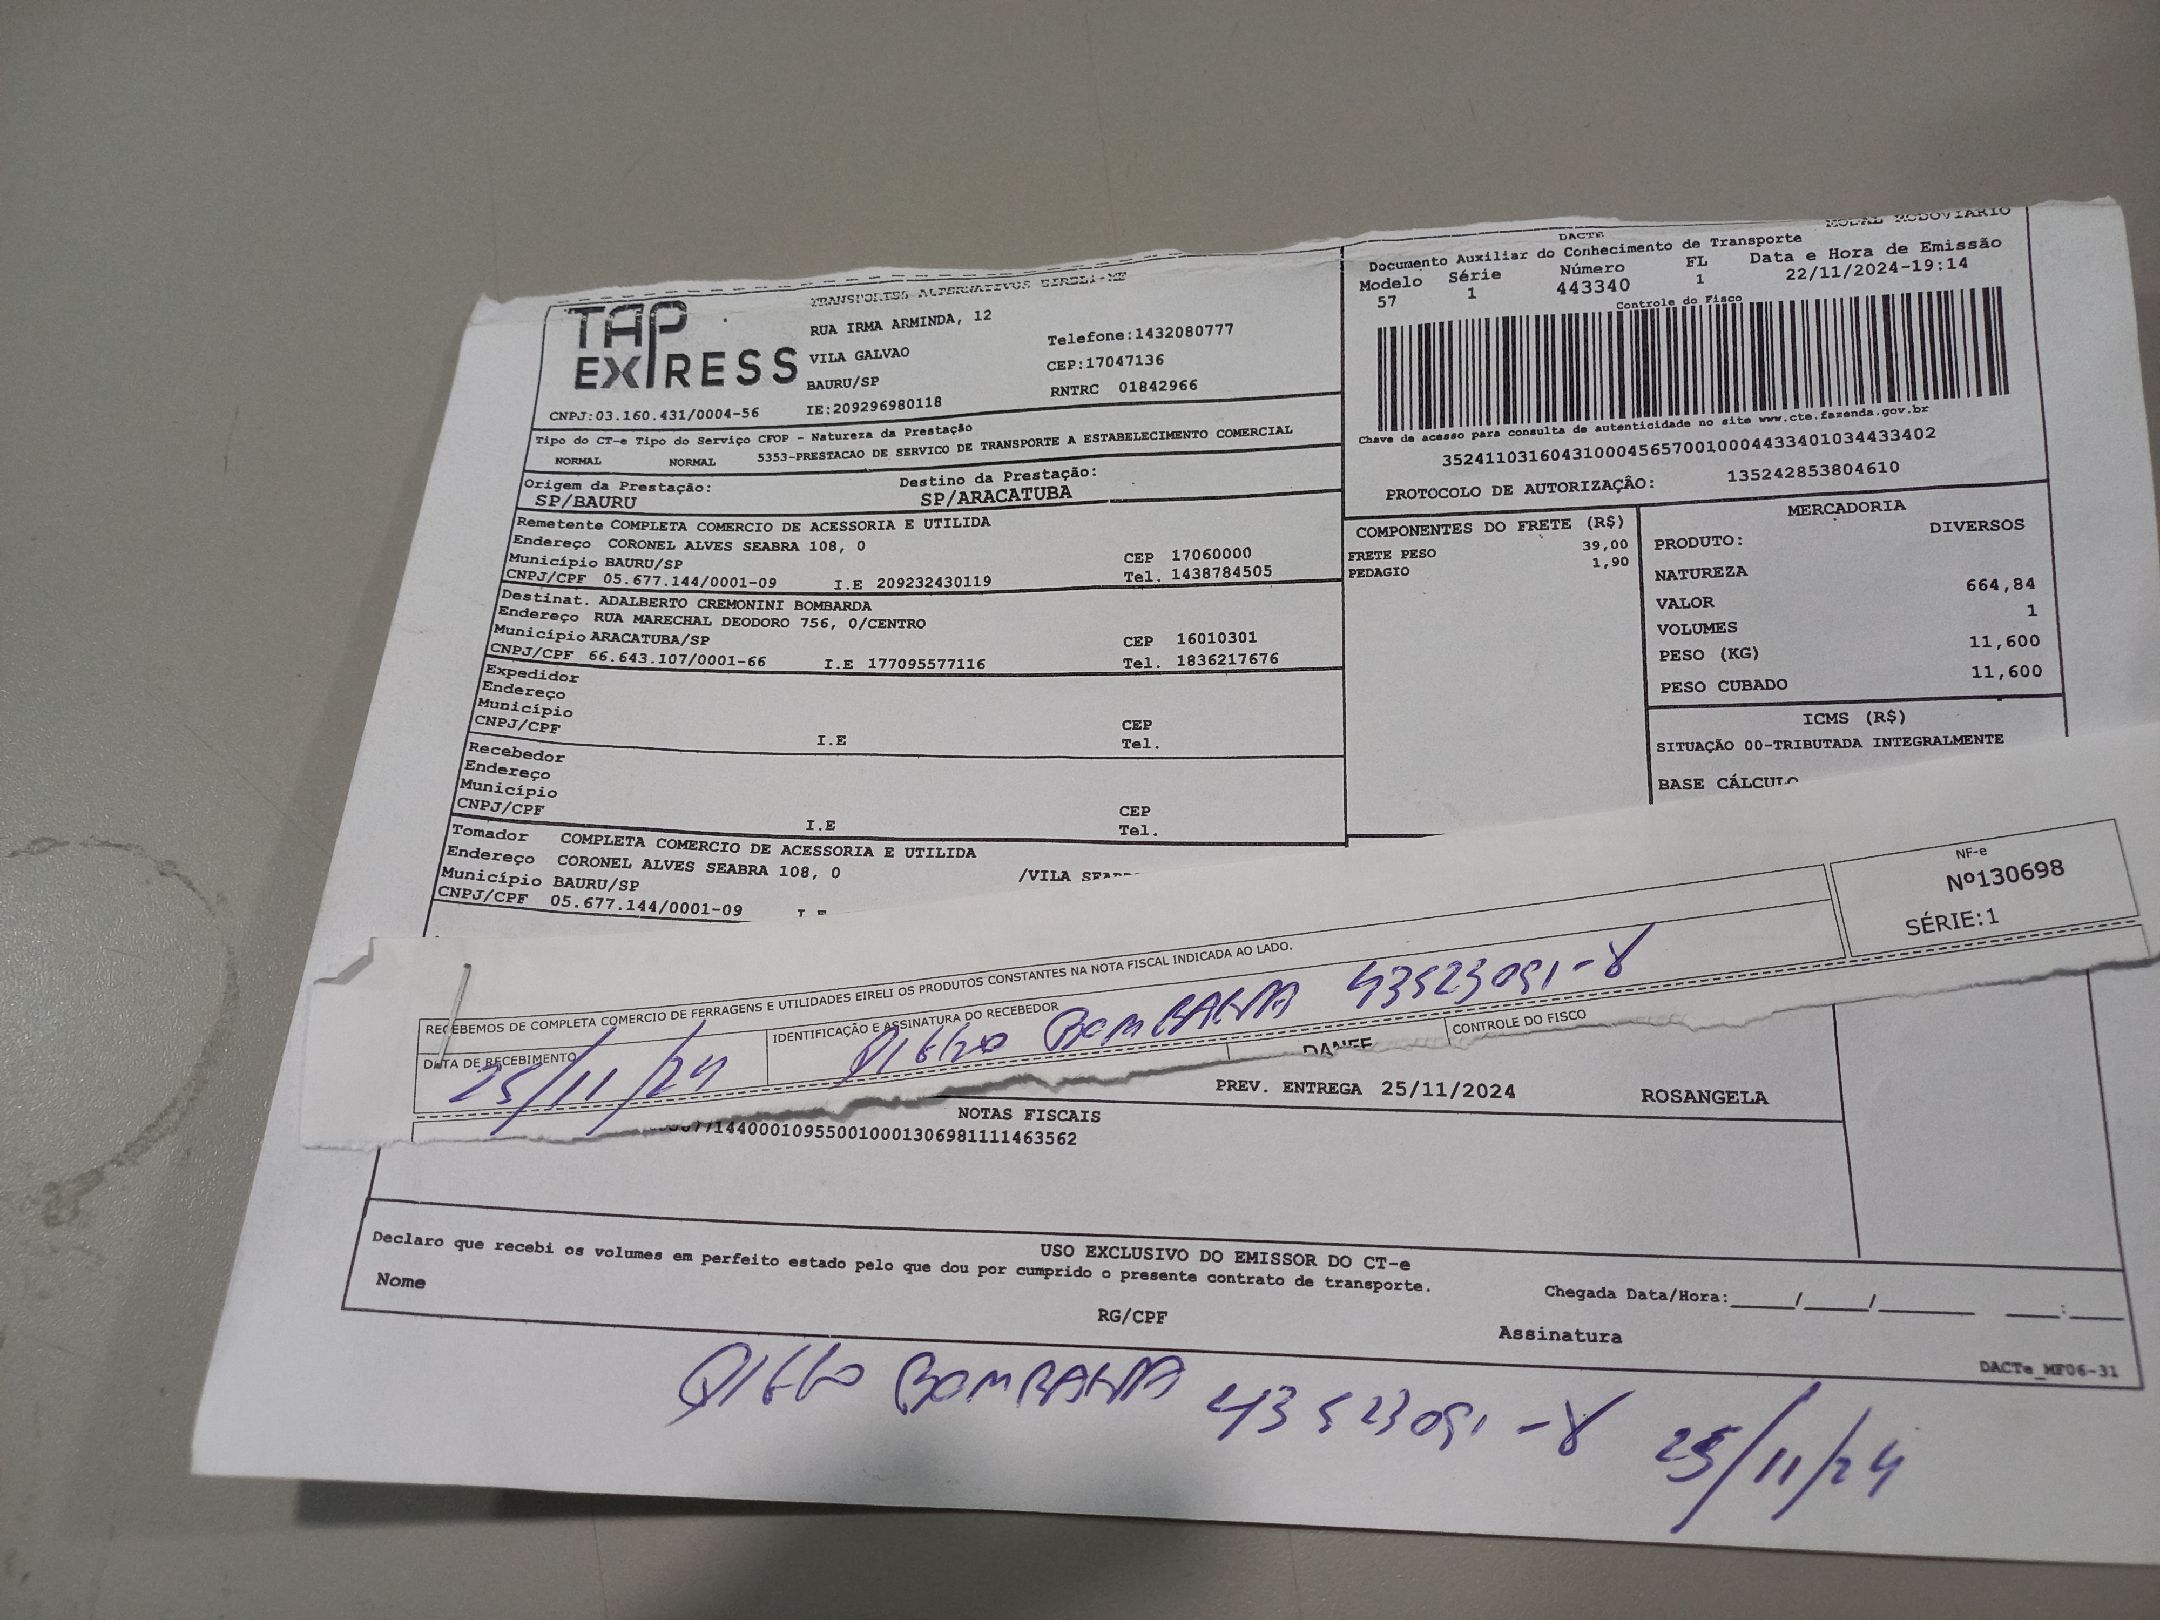 MODAL RODOVIÁRIO
TRANSPORTES ALTERNATIVOS EIRELI-ME
TAP EXPRESS
RUA IRMA ARMINDA, 12
Telefone:1432080777
VILA GALVAO
CEP:17047136
BAURU/SP
RNTRC 01842966
CNPJ:03.160.431/0004-56
IE:209296980118
DACTE
Documento Auxiliar do Conhecimento de Transporte
Modelo Série Número FL Data e Hora de Emissão
57 1 443340 1 22/11/2024-19:14
Controle do Fisco
Chave de acesso para consulta de autenticidade no site www.cte.fazenda.gov.br
35241103160431000456570010004433401034433402
PROTOCOLO DE AUTORIZAÇÃO: 135242853804610
Tipo do CT-e Tipo do Serviço CFOP - Natureza da Prestação
NORMAL NORMAL 5353-PRESTACAO DE SERVICO DE TRANSPORTE A ESTABELECIMENTO COMERCIAL
Origem da Prestação: Destino da Prestação:
SP/BAURU SP/ARACATUBA
Remetente COMPLETA COMERCIO DE ACESSORIA E UTILIDA
Endereço CORONEL ALVES SEABRA 108, 0
Município BAURU/SP CEP 17060000
CNPJ/CPF 05.677.144/0001-09 I.E 209232430119 Tel. 1438784505
Destinat. ADALBERTO CREMONINI BOMBARDA
Endereço RUA MARECHAL DEODORO 756, 0/CENTRO
Município ARACATUBA/SP CEP 16010301
CNPJ/CPF 66.643.107/0001-66 I.E 177095577116 Tel. 1836217676
Expedidor
Endereço
Município CEP
CNPJ/CPF I.E Tel.
Recebedor
Endereço
Município CEP
CNPJ/CPF I.E Tel.
Tomador COMPLETA COMERCIO DE ACESSORIA E UTILIDA
Endereço CORONEL ALVES SEABRA 108, 0 /VILA
Município BAURU/SP
CNPJ/CPF 05.677.144/0001-09
COMPONENTES DO FRETE (R$)
FRETE PESO 39,00
PEDAGIO 1,90
MERCADORIA
PRODUTO: DIVERSOS
NATUREZA
VALOR 664,84
VOLUMES 1
PESO (KG) 11,600
PESO CUBADO 11,600
ICMS (R$)
SITUAÇÃO 00-TRIBUTADA INTEGRALMENTE
BASE CÁLCULO
NF-e
Nº130698
SÉRIE:1
RECEBEMOS DE COMPLETA COMERCIO DE FERRAGENS E UTILIDADES EIRELI OS PRODUTOS CONSTANTES NA NOTA FISCAL INDICADA AO LADO.
DATA DE RECEBIMENTO IDENTIFICAÇÃO E ASSINATURA DO RECEBEDOR
25/11/24 DIEGO BOMBARDA 43523091-8
DANFE CONTROLE DO FISCO
PREV. ENTREGA 25/11/2024 ROSANGELA
NOTAS FISCAIS
7144000109550010001306981111463562
USO EXCLUSIVO DO EMISSOR DO CT-e
Declaro que recebi os volumes em perfeito estado pelo que dou por cumprido o presente contrato de transporte.
Nome RG/CPF Assinatura
Chegada Data/Hora:_____/_____/________ ____:____
DACTe_MF06-31
DIEGO BOMBARDA 43523091-8 25/11/24